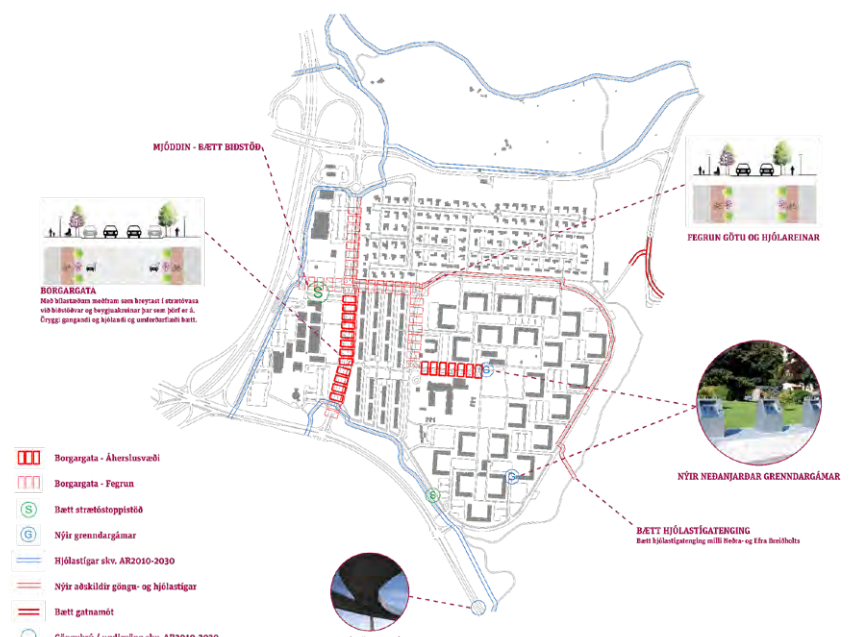 MJÓDDIN - BÆTT BIÐSTÖÐ
FEGRUN GÖTU OG HJÓLAREINAR
BORGARGATA
Með bílastæðum meðfram sem breytast í strætóvasa
við biðstöðvar og beygjuakreinar þar sem þörf er á.
Öryggi gangandi og hjólandi og umferðarflæði bætt.
S
G
G
S
NÝIR NEÐANJARÐAR GRENNDARGÁMAR
BÆTT HJÓLASTÍGATENGING
Bætt hjólastígatenging milli Neðra- og Efra Breiðholts
Borgargata - Áherslusvæði
Borgargata - Fegrun
S Bætt strætóstoppistöð
G Nýir grenndargámar
Hjólastígar skv. AR2010-2030
Nýir aðskildir göngu- og hjólastígar
Bætt gatnamót